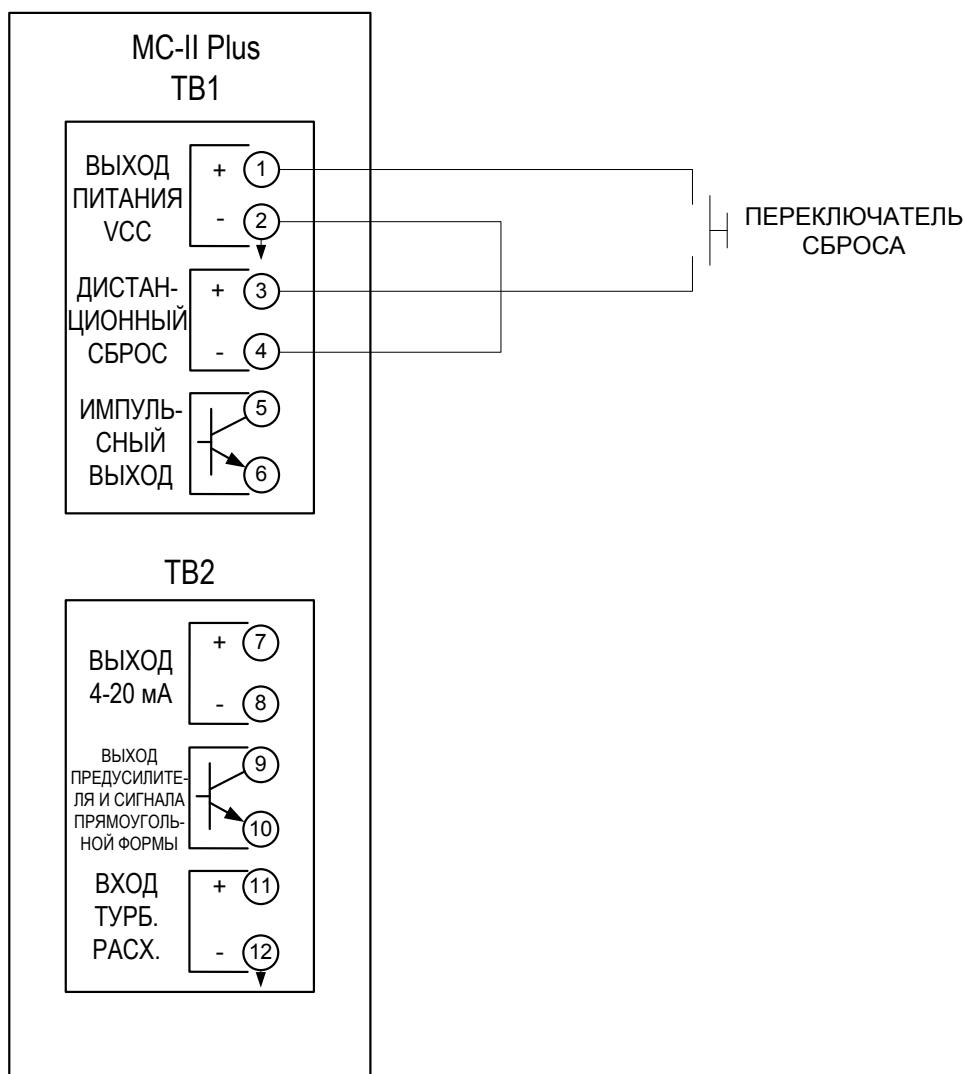 MC-II Plus
TB1
ВЫХОД
ПИТАНИЯ
VCC
+ 1
- 2
ДИСТАН-
ЦИОННЫЙ
СБРОС
+ 3
- 4
ИМПУЛЬ-
СНЫЙ
ВЫХОД
5
6
ПЕРЕКЛЮЧАТЕЛЬ
СБРОСА
TB2
ВЫХОД
4-20 мА
+ 7
- 8
ВЫХОД
ПРЕДУСИЛИТЕ-
ЛЯ И СИГНАЛА
ПРЯМОУГОЛЬ-
НОЙ ФОРМЫ
9
10
ВХОД
ТУРБ.
РАСХ.
+ 11
- 12